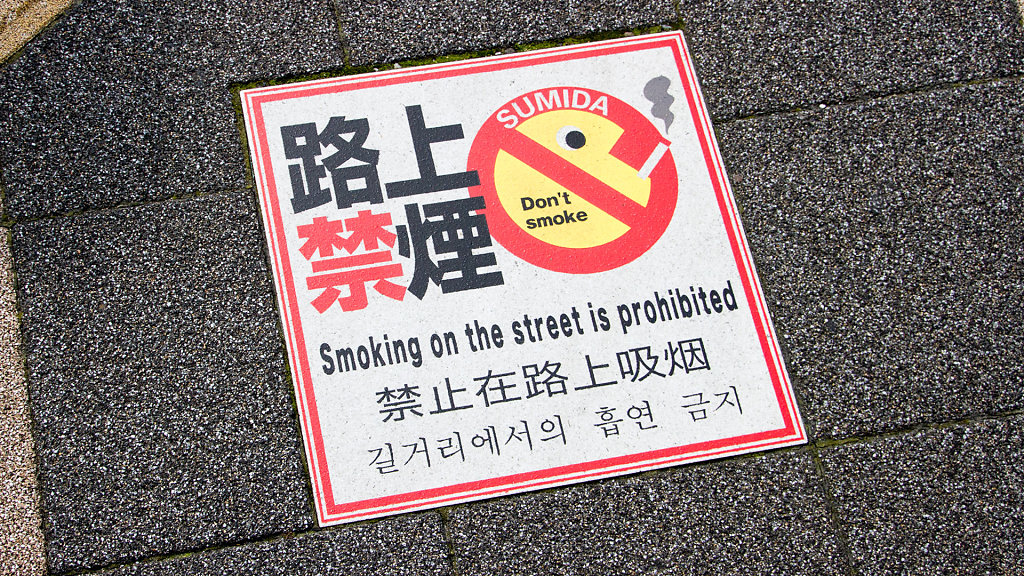 路上
禁煙
SUMIDA
Don't
smoke
Smoking on the street is prohibited
禁止在路上吸烟
길거리에서의 흡연 금지